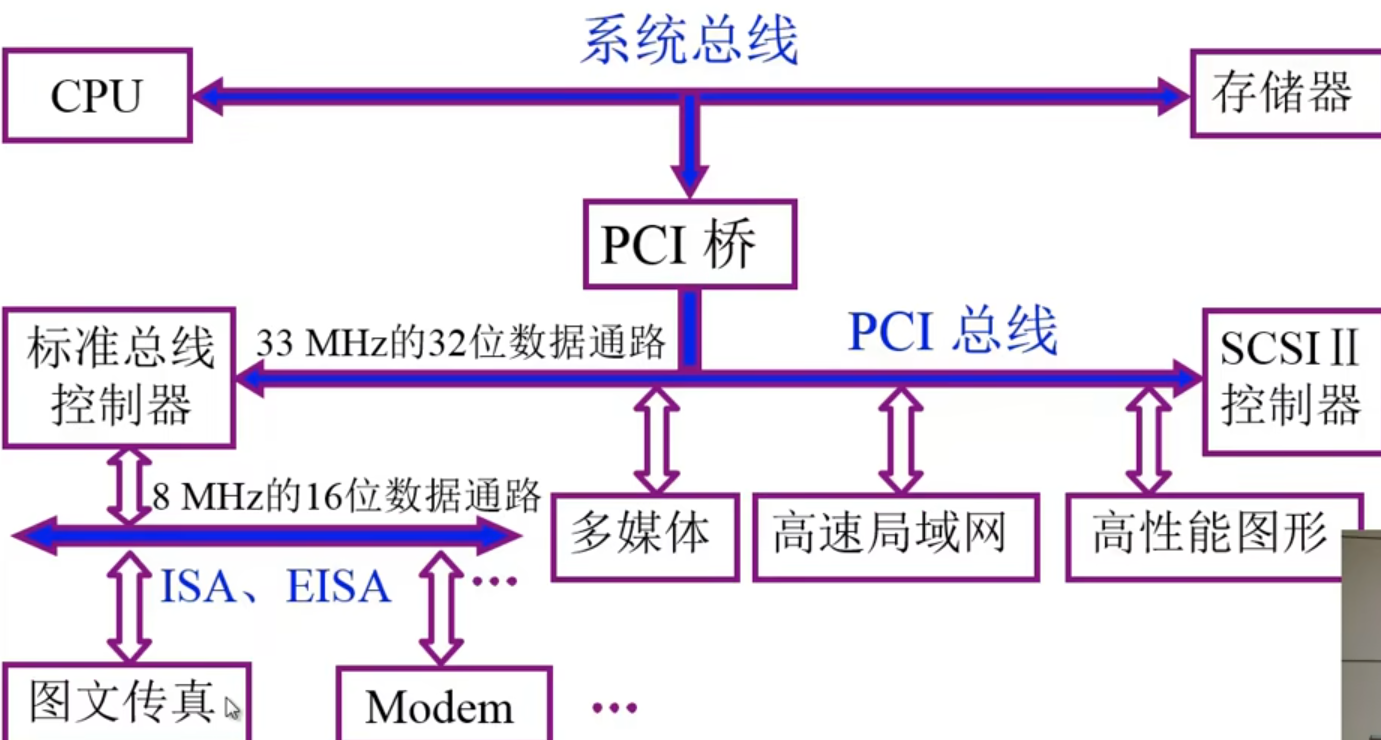 系统总线
CPU
存储器
PCI 桥
33 MHz的32位数据通路
PCI 总线
标准总线
控制器
SCSI Ⅱ
控制器
8 MHz的16位数据通路
多媒体
高速局域网
高性能图形
ISA、EISA
…
图文传真
Modem
…